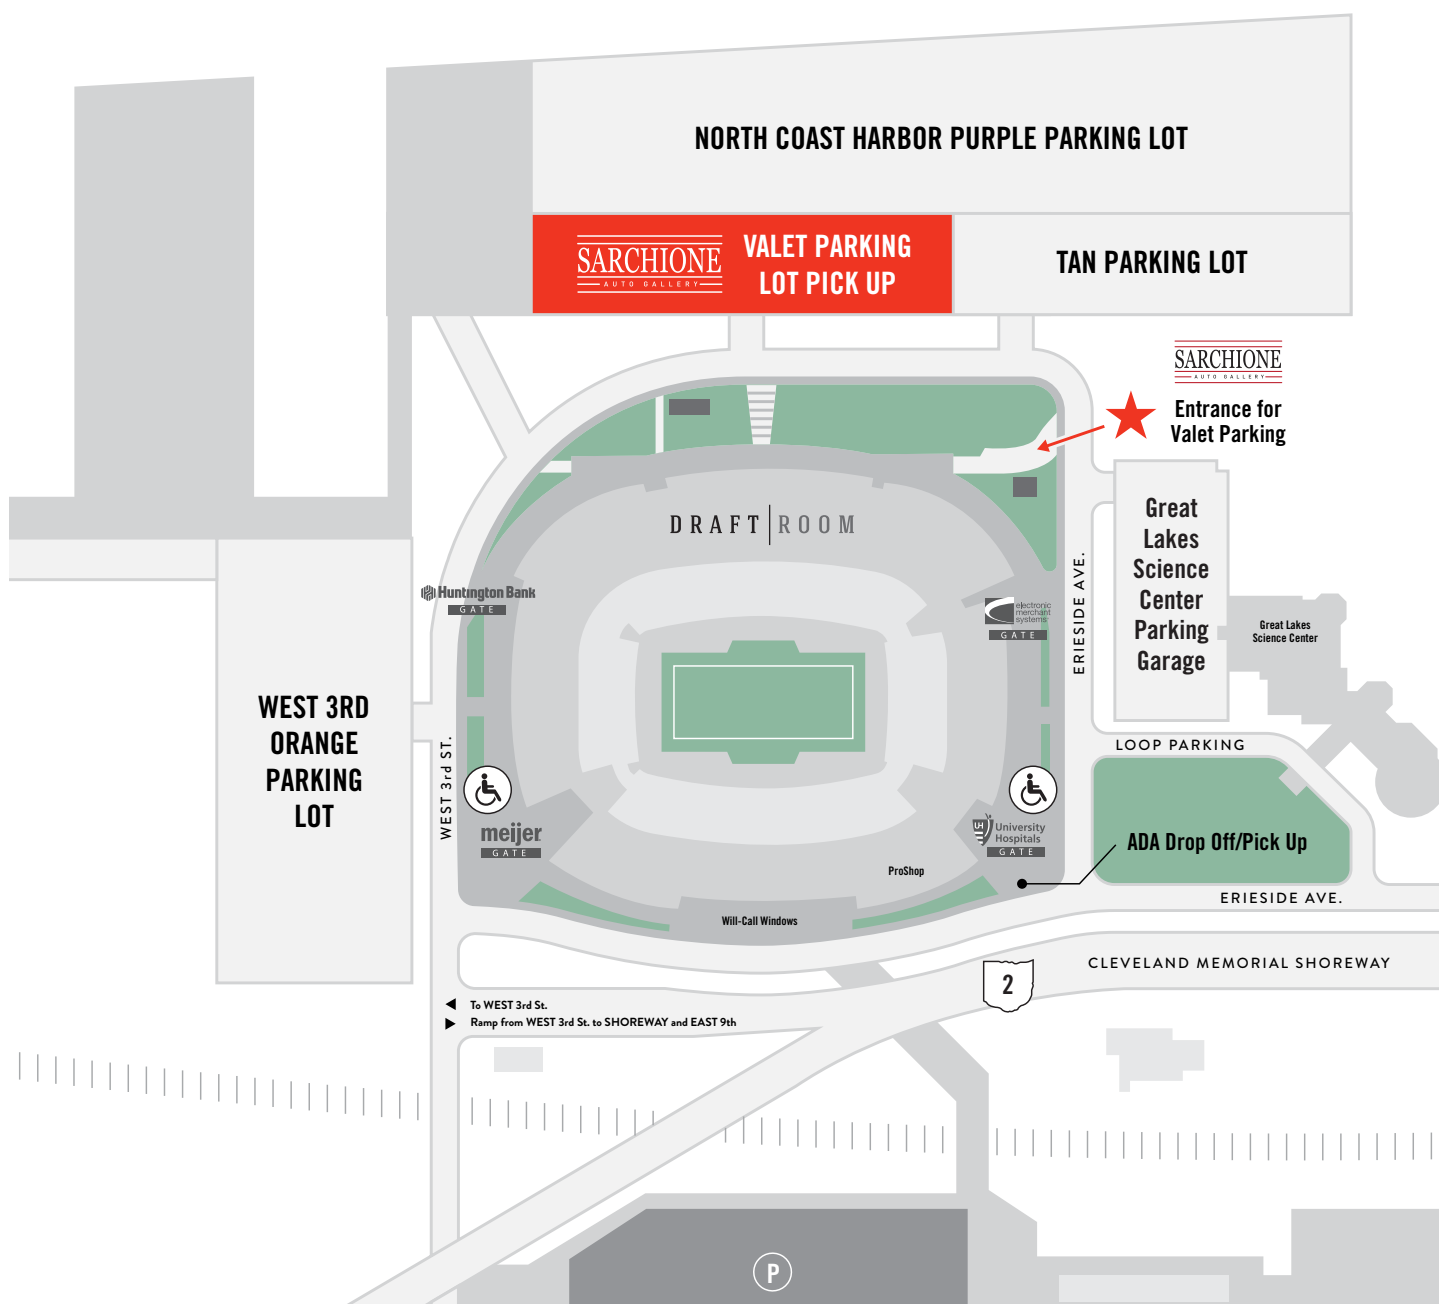 NORTH COAST HARBOR PURPLE PARKING LOT
SARCHIONE
AUTO GALLERY
VALET PARKING
LOT PICK UP
TAN PARKING LOT
SARCHIONE
AUTO GALLERY
Entrance for
Valet Parking
DRAFT | ROOM
Great
Lakes
Science
Center
Parking
Garage
Great Lakes
Science Center
Huntington Bank
GATE
electronic
merchant
systems
GATE
ERIESIDE AVE.
WEST 3RD
ORANGE
PARKING
LOT
WEST 3rd ST.
LOOP PARKING
meijer
GATE
UH
University
Hospitals
GATE
ADA Drop Off/Pick Up
ProShop
ERIESIDE AVE.
Will-Call Windows
CLEVELAND MEMORIAL SHOREWAY
2
To WEST 3rd St.
Ramp from WEST 3rd St. to SHOREWAY and EAST 9th
P